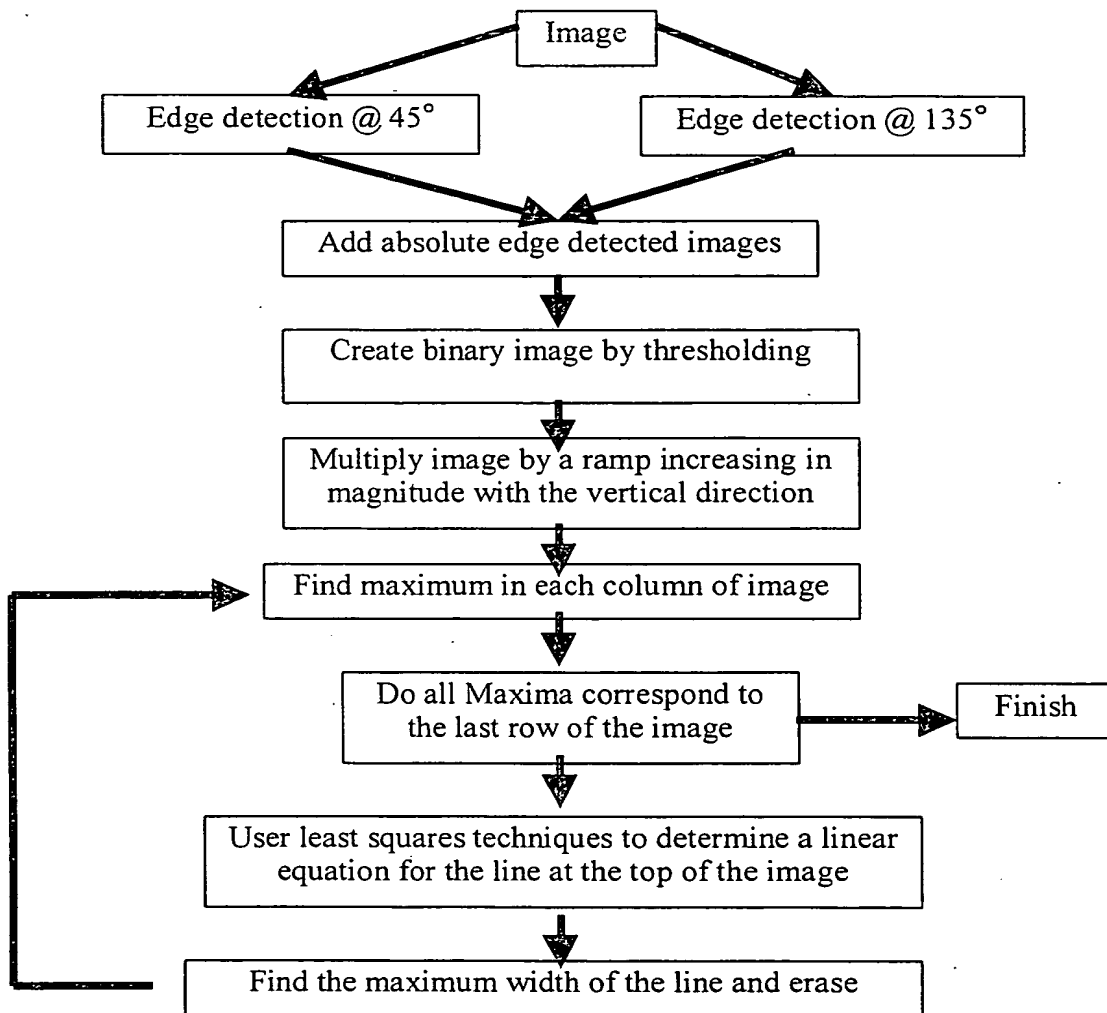 Image
Edge detection @ 45°
Edge detection @ 135°
Add absolute edge detected images
Create binary image by thresholding
Multiply image by a ramp increasing in
magnitude with the vertical direction
Find maximum in each column of image
Do all Maxima correspond to
the last row of the image
Finish
User least squares techniques to determine a linear
equation for the line at the top of the image
Find the maximum width of the line and erase